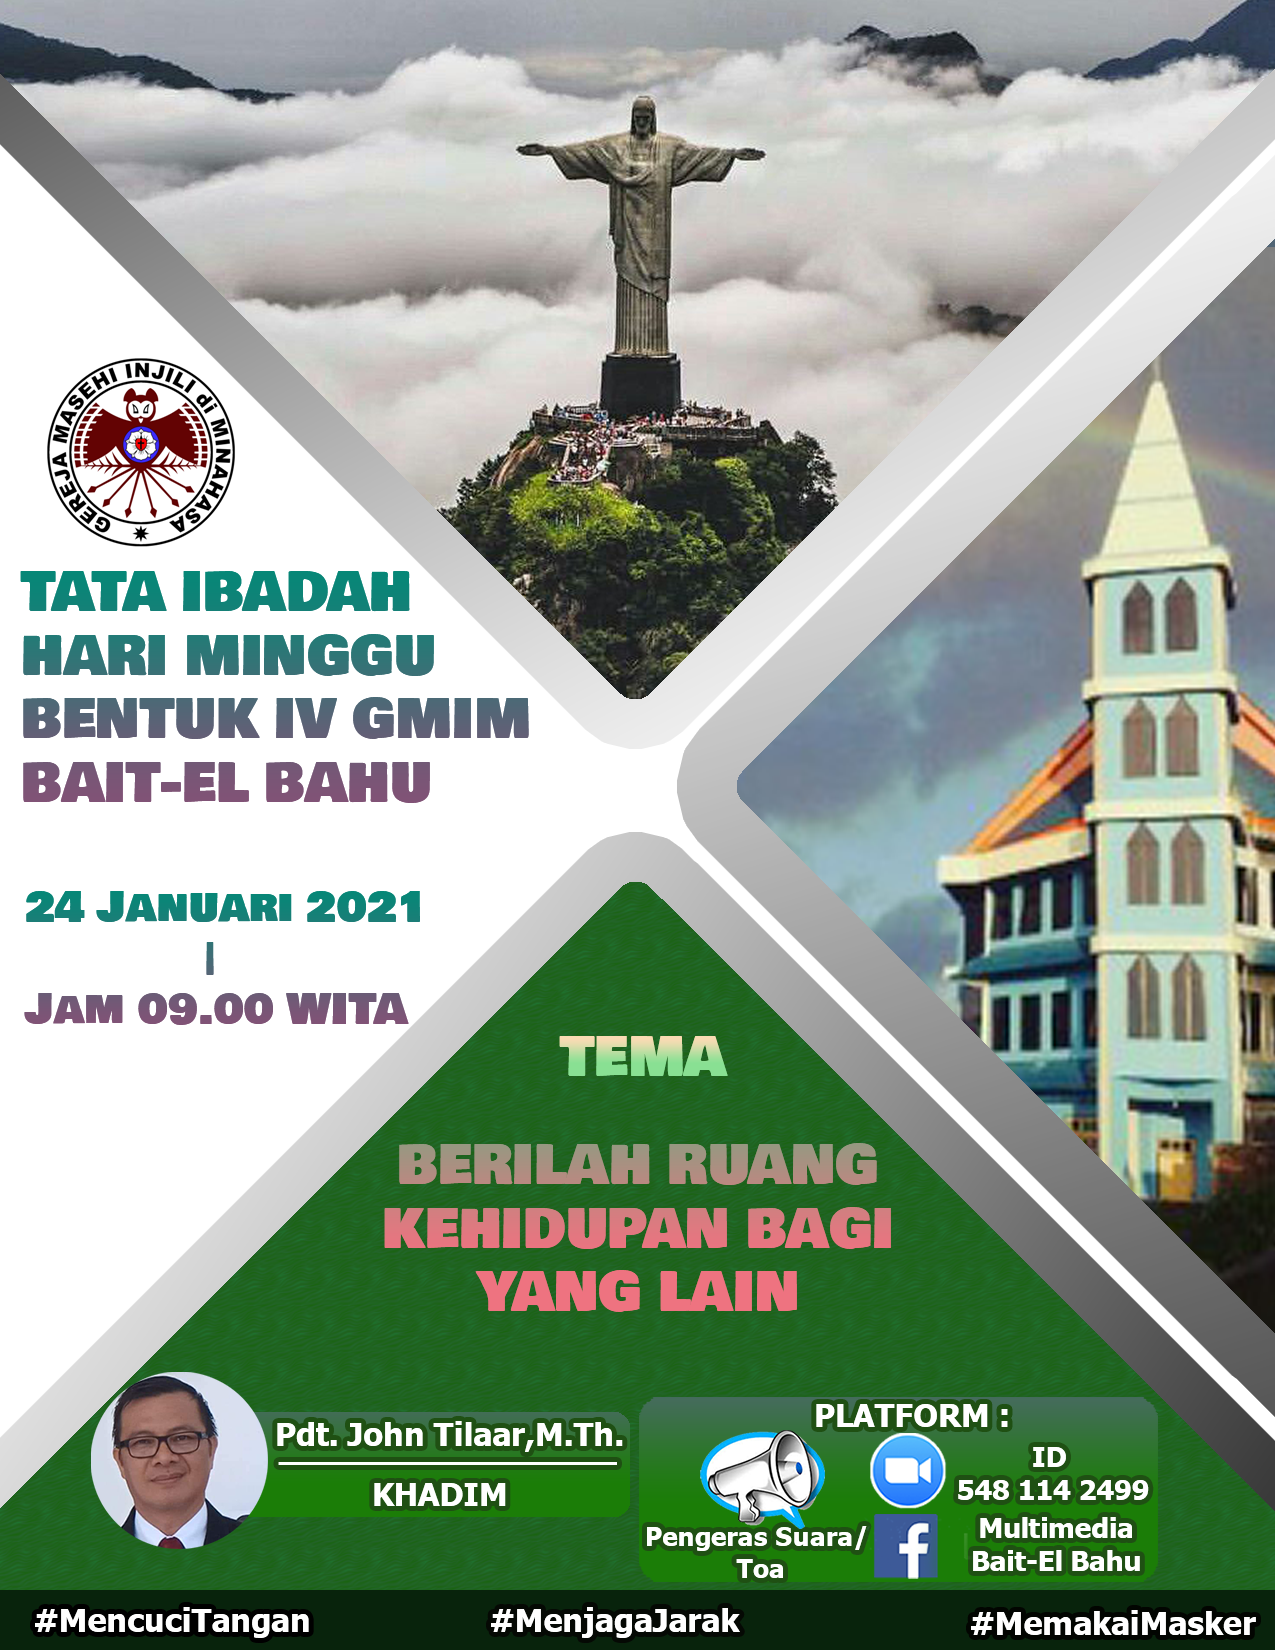 GEREJA MASEHI INJILI di MINAHASA
TATA IBADAH
HARI MINGGU
BENTUK IV GMIM
BAIT-EL BAHU
24 JANUARI 2021
|
JAM 09.00 WITA
TEMA
BERILAH RUANG
KEHIDUPAN BAGI
YANG LAIN
Pdt. John Tilaar,M.Th.
KHADIM
PLATFORM :
Pengeras Suara/
Toa
ID
548 114 2499
Multimedia
Bait-El Bahu
#MencuciTangan
#MenjagaJarak
#MemakaiMasker